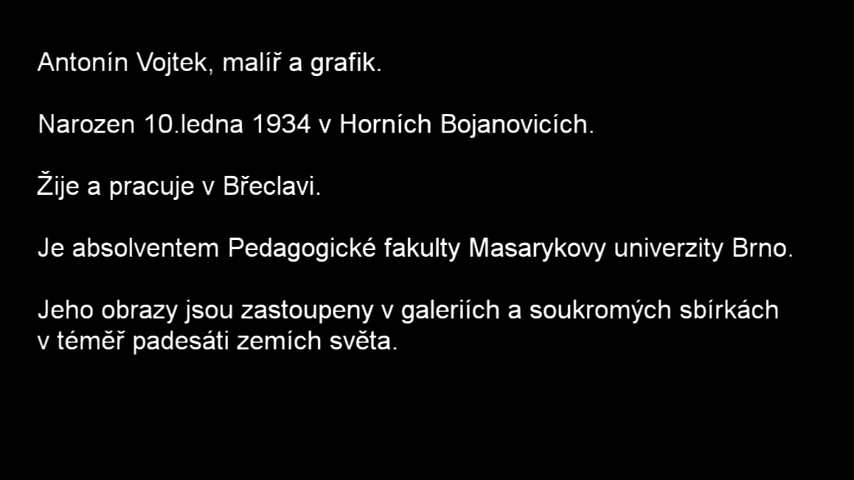 Antonín Vojtek, malíř a grafik.
Narozen 10.ledna 1934 v Horních Bojanovicích.
Žije a pracuje v Břeclavi.
Je absolventem Pedagogické fakulty Masarykovy univerzity Brno.
Jeho obrazy jsou zastoupeny v galeriích a soukromých sbírkách
v téměř padesáti zemích světa.